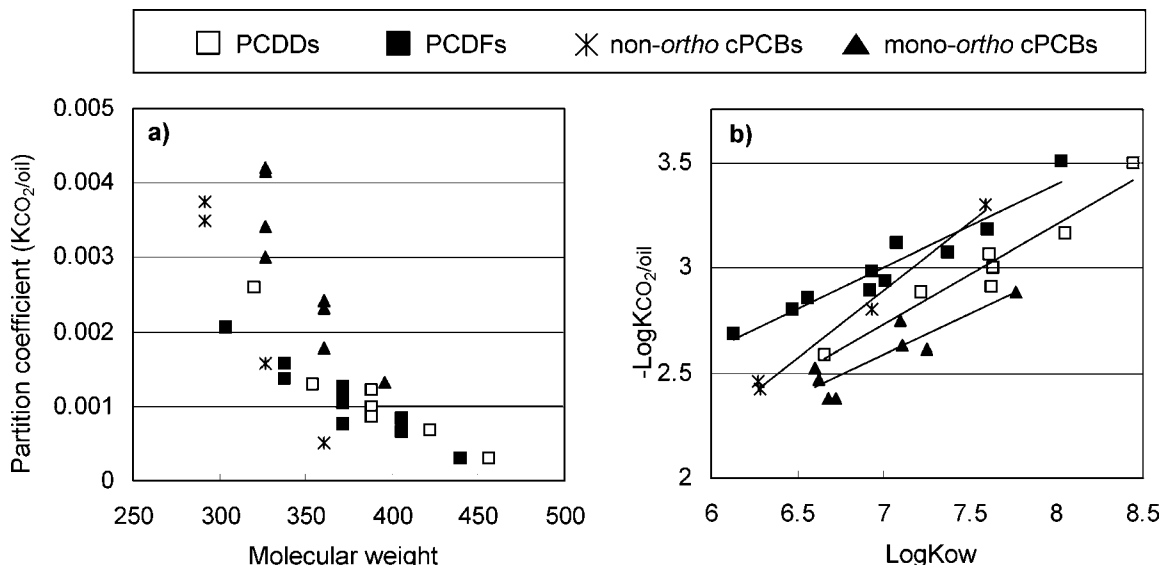 PCDDs PCDFs non-ortho cPCBs mono-ortho cPCBs
a)
Partition coefficient (KCO2/oil)
0.005
0.004
0.003
0.002
0.001
0
250 300 350 400 450 500
Molecular weight
b)
-LogKCO2/oil
3.5
3
2.5
2
6 6.5 7 7.5 8 8.5
LogKow